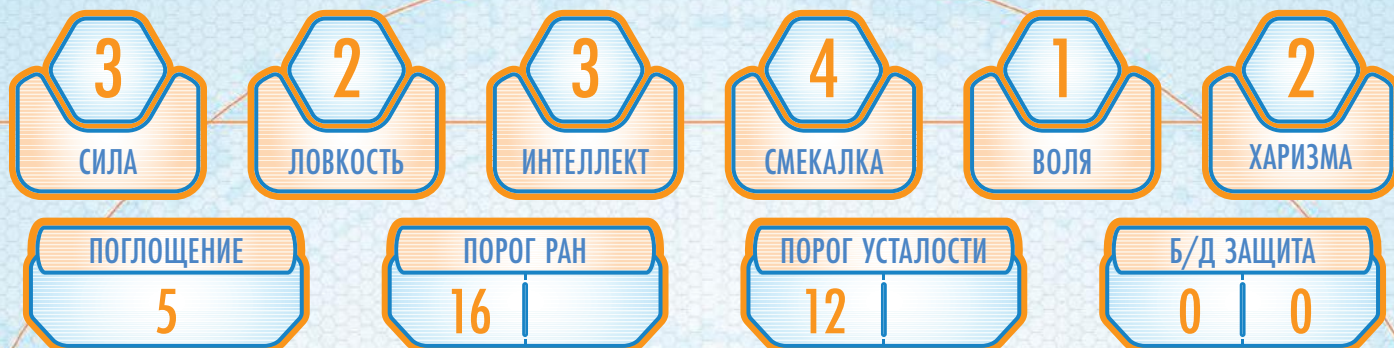 3 2 3 4 1 2
СИЛА ЛОВКОСТЬ ИНТЕЛЛЕКТ СМЕКАЛКА ВОЛЯ ХАРИЗМА
ПОГЛОЩЕНИЕ ПОРОГ РАН ПОРОГ УСТАЛОСТИ Б/Д ЗАЩИТА
5 16 12 0 0